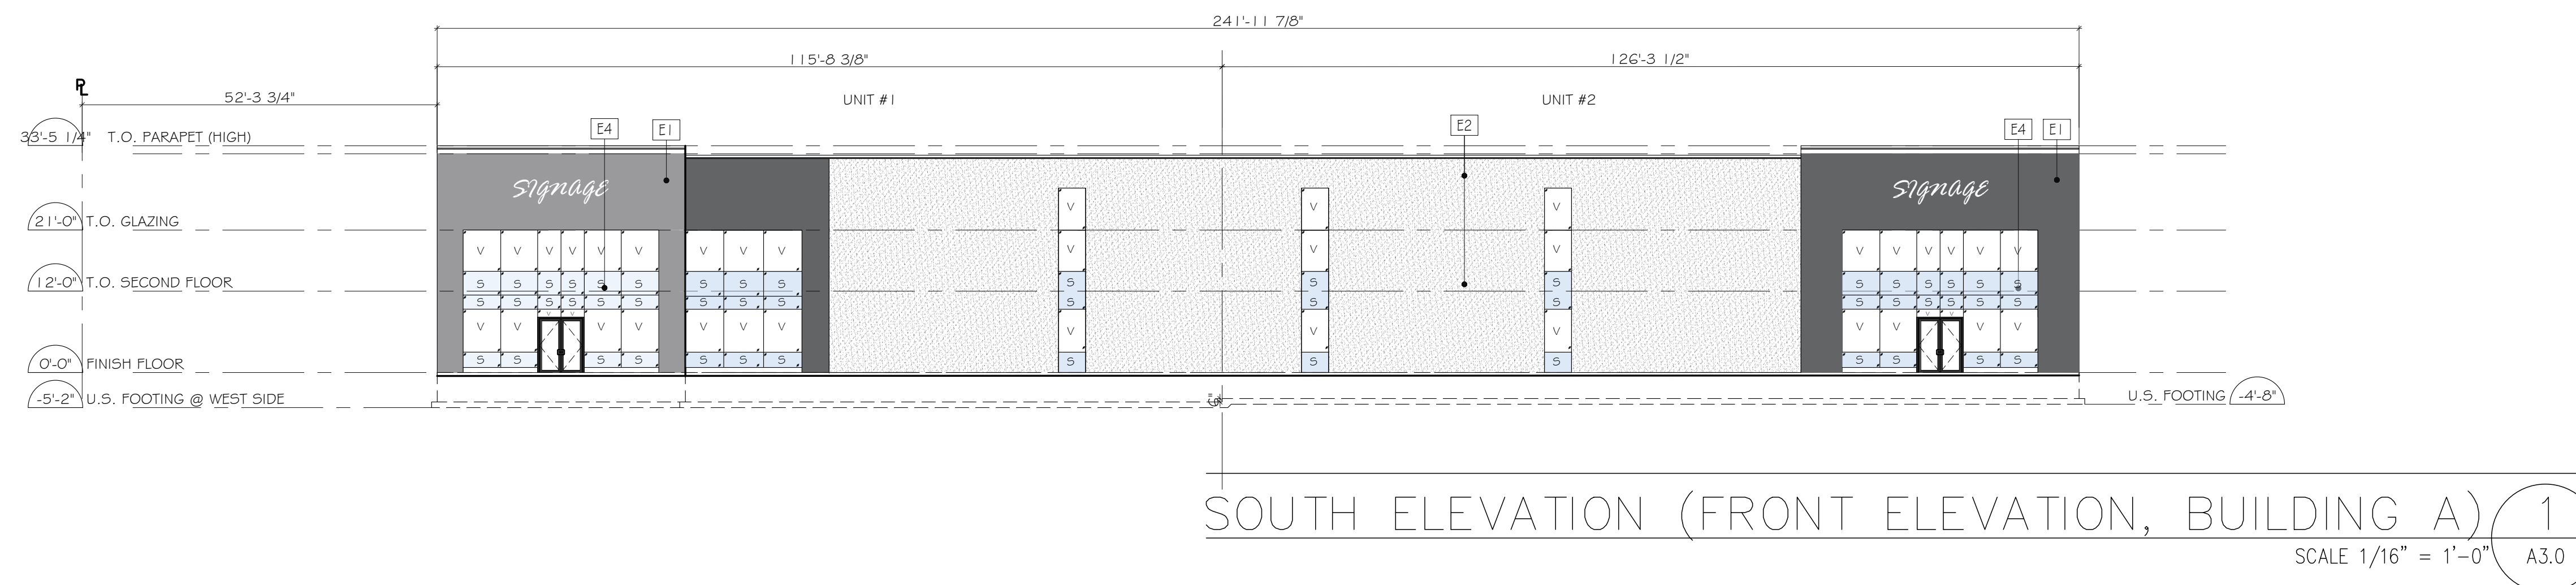 241'-11 7/8"
115'-8 3/8" 126'-3 1/2"
PL
52'-3 3/4" UNIT #1 UNIT #2
E4 E1 E2 E4 E1
33'-5 1/4" T.O. PARAPET (HIGH)
SIGNAGE SIGNAGE
V V V
21'-0" T.O. GLAZING
V V V V V V V V V V V V V V V V V V
12'-0" T.O. SECOND FLOOR
S S S S S S S S S S S S S S S S S S
S S S S S S S S S S S S S S S S S S
V V V V
V V V V V V V V V V V V V V
0'-0" FINISH FLOOR
S S S S S S S S S S S S S S
-5'-2" U.S. FOOTING @ WEST SIDE U.S. FOOTING -4'-8"
SOUTH ELEVATION (FRONT ELEVATION, BUILDING A) 1
SCALE 1/16" = 1'-0" A3.0